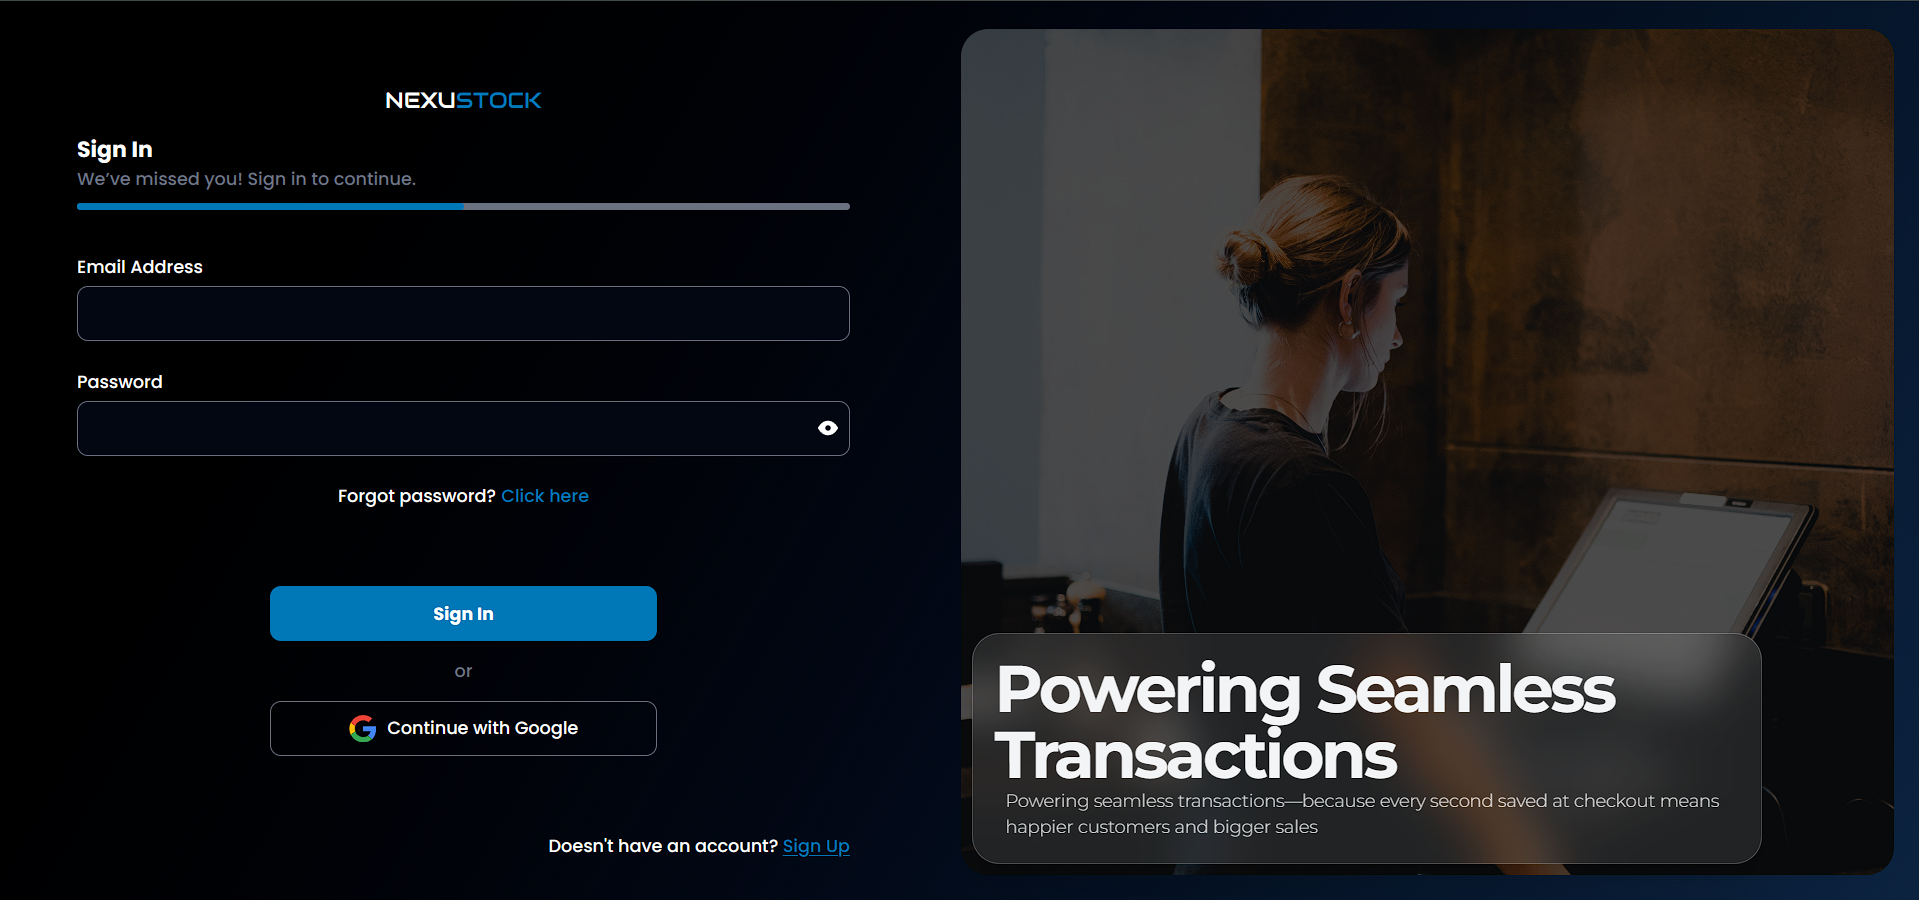 NEXUSTOCK
Sign In
We’ve missed you! Sign in to continue.
Email Address
Password
Forgot password? Click here
Sign In
or
Continue with Google
Doesn't have an account? Sign Up
Powering Seamless
Transactions
Powering seamless transactions—because every second saved at checkout means
happier customers and bigger sales